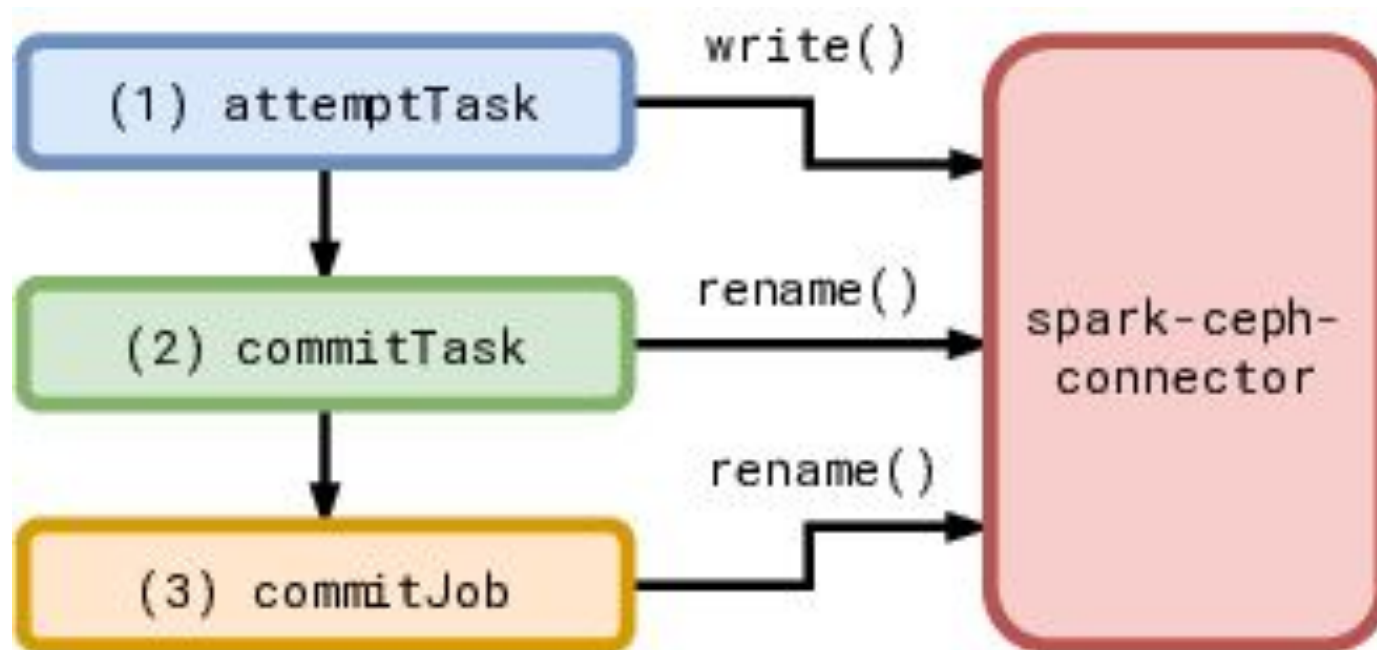 write()
(1) attemptTask
rename()
(2) commitTask
spark-ceph-
connector
rename()
(3) commitJob